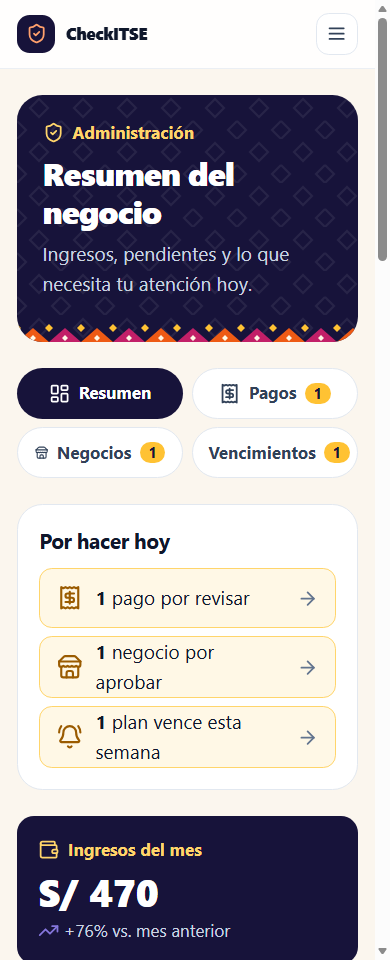 CheckITSE
Administración
Resumen del
negocio
Ingresos, pendientes y lo que
necesita tu atención hoy.
Resumen
Pagos 1
Negocios 1
Vencimientos 1
Por hacer hoy
1 pago por revisar
1 negocio por
aprobar
1 plan vence esta
semana
Ingresos del mes
S/ 470
+76% vs. mes anterior